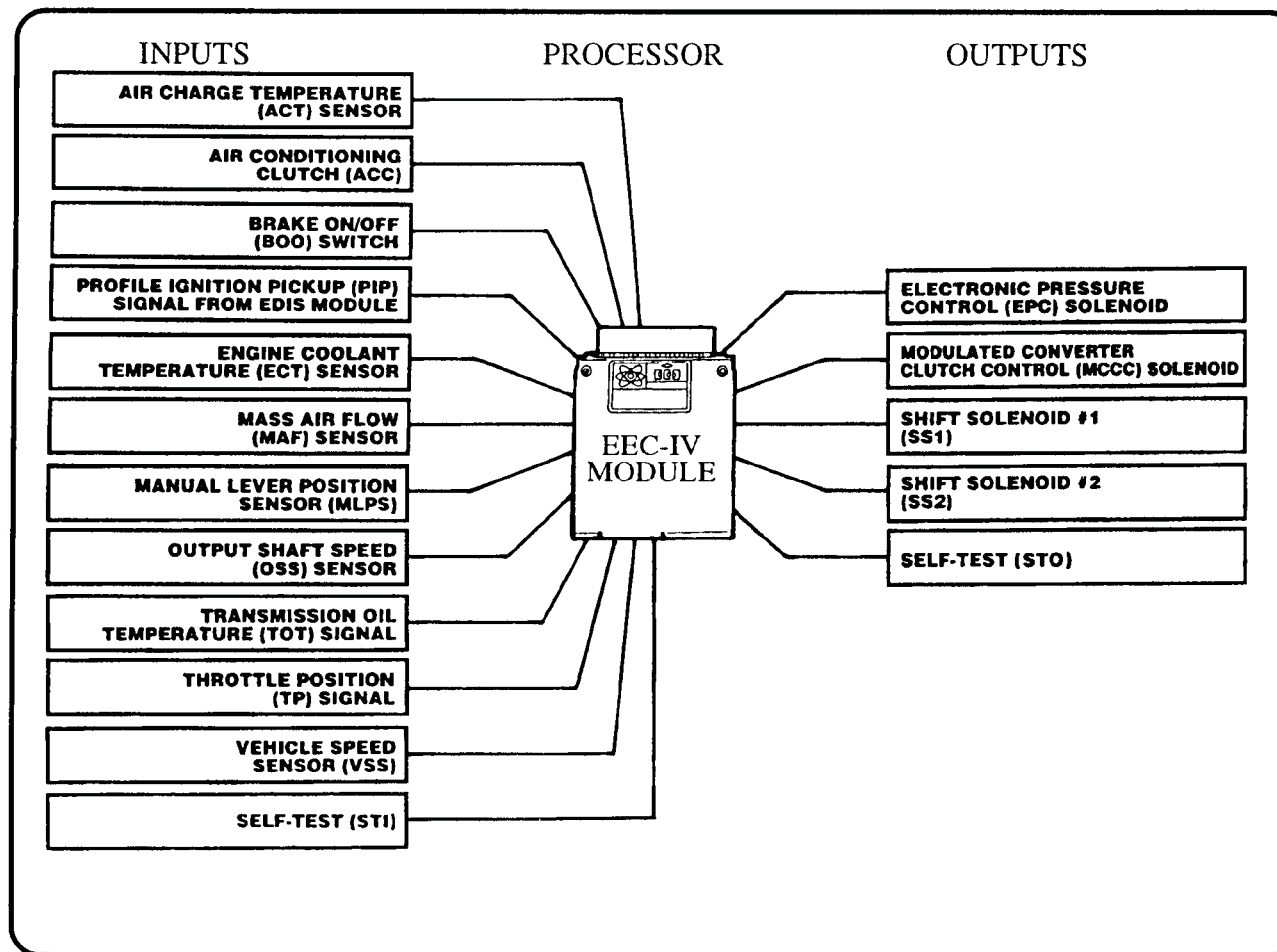 INPUTS
PROCESSOR
OUTPUTS
AIR CHARGE TEMPERATURE
(ACT) SENSOR
AIR CONDITIONING
CLUTCH (ACC)
BRAKE ON/OFF
(BOO) SWITCH
PROFILE IGNITION PICKUP (PIP)
SIGNAL FROM EDIS MODULE
ENGINE COOLANT
TEMPERATURE (ECT) SENSOR
MASS AIR FLOW
(MAF) SENSOR
MANUAL LEVER POSITION
SENSOR (MLPS)
OUTPUT SHAFT SPEED
(OSS) SENSOR
TRANSMISSION OIL
TEMPERATURE (TOT) SIGNAL
THROTTLE POSITION
(TP) SIGNAL
VEHICLE SPEED
SENSOR (VSS)
SELF-TEST (STI)
EEC-IV
MODULE
ELECTRONIC PRESSURE
CONTROL (EPC) SOLENOID
MODULATED CONVERTER
CLUTCH CONTROL (MCCC) SOLENOID
SHIFT SOLENOID #1
(SS1)
SHIFT SOLENOID #2
(SS2)
SELF-TEST (STO)